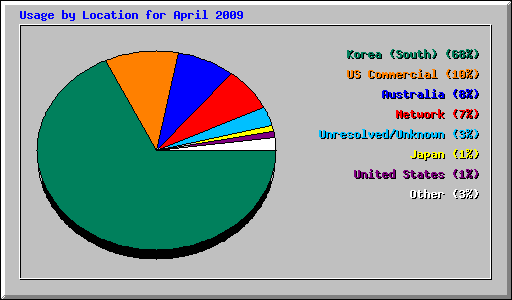 Usage by Location for April 2009
Korea (South) (68%)
US Commercial (10%)
Australia (8%)
Network (7%)
Unresolved/Unknown (3%)
Japan (1%)
United States (1%)
Other (3%)